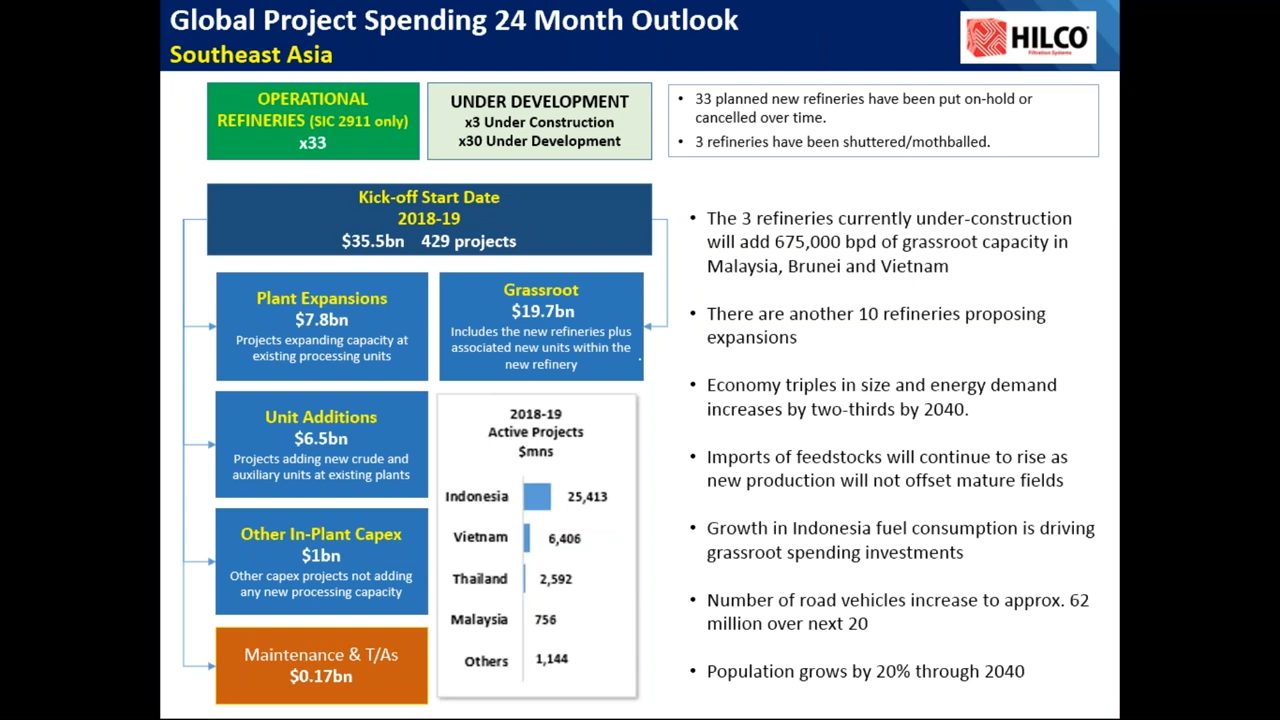 Global Project Spending 24 Month Outlook
Southeast Asia
HILCO
Filtration Systems
OPERATIONAL
REFINERIES (SIC 2911 only)
x33
UNDER DEVELOPMENT
x3 Under Construction
x30 Under Development
• 33 planned new refineries have been put on-hold or
cancelled over time.
• 3 refineries have been shuttered/mothballed.
Kick-off Start Date
2018-19
$35.5bn 429 projects
Plant Expansions
$7.8bn
Projects expanding capacity at
existing processing units
Grassroot
$19.7bn
Includes the new refineries plus
associated new units within the
new refinery
Unit Additions
$6.5bn
Projects adding new crude and
auxiliary units at existing plants
Other In-Plant Capex
$1bn
Other capex projects not adding
any new processing capacity
Maintenance & T/As
$0.17bn
2018-19
Active Projects
$mns
Indonesia 25,413
Vietnam 6,406
Thailand 2,592
Malaysia 756
Others 1,144
• The 3 refineries currently under-construction
will add 675,000 bpd of grassroot capacity in
Malaysia, Brunei and Vietnam
• There are another 10 refineries proposing
expansions
• Economy triples in size and energy demand
increases by two-thirds by 2040.
• Imports of feedstocks will continue to rise as
new production will not offset mature fields
• Growth in Indonesia fuel consumption is driving
grassroot spending investments
• Number of road vehicles increase to approx. 62
million over next 20
• Population grows by 20% through 2040